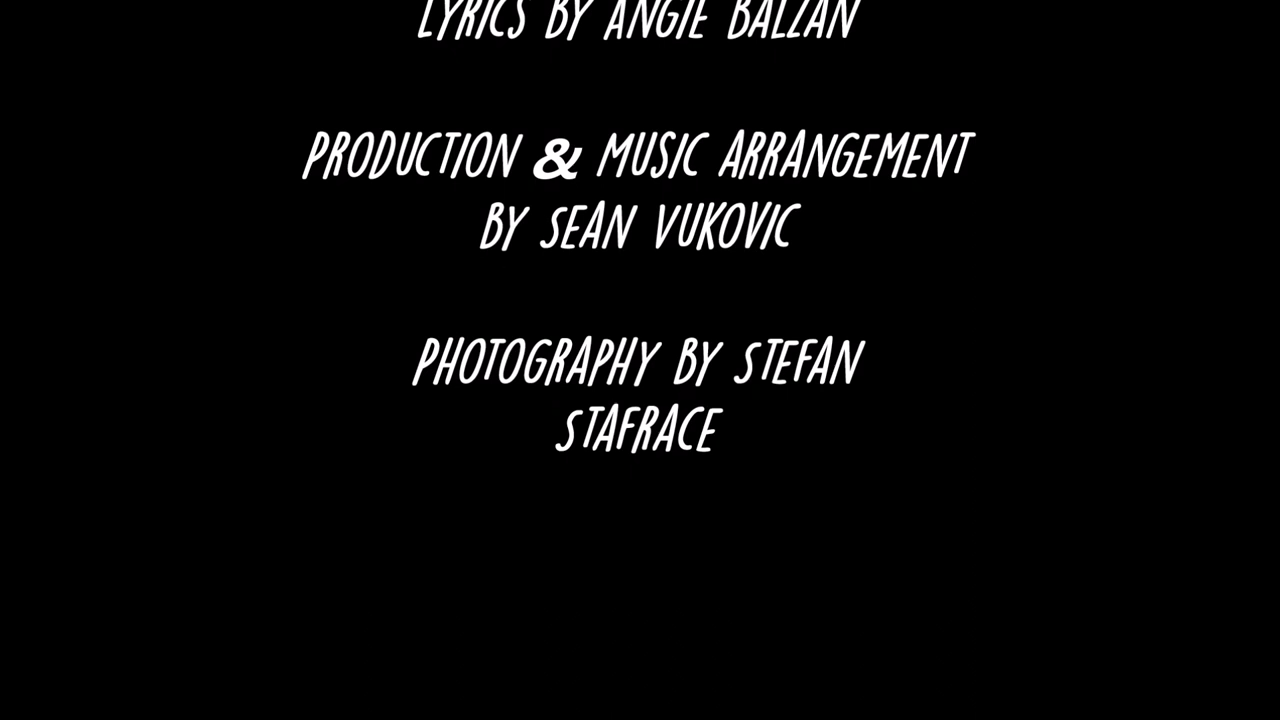 LYRICS BY ANGIE BALZAN
PRODUCTION & MUSIC ARRANGEMENT
BY SEAN VUKOVIC
PHOTOGRAPHY BY STEFAN
STAFRACE